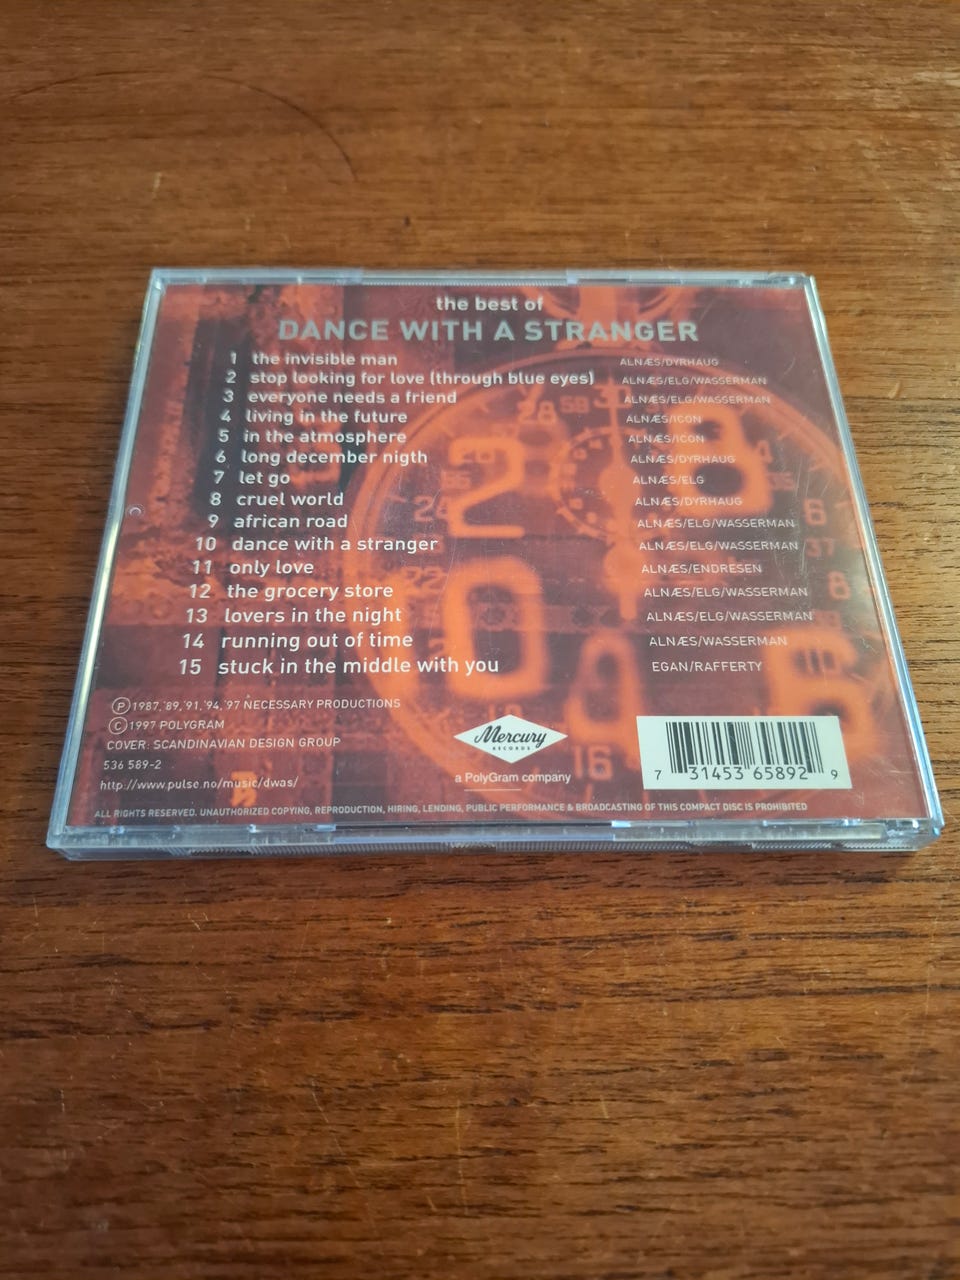 the best of
DANCE WITH A STRANGER
1 the invisible man ALNÆS/DYRHAUG
2 stop looking for love (through blue eyes) ALNÆS/ELG/WASSERMAN
3 everyone needs a friend ALNÆS/ELG/WASSERMAN
4 living in the future ALNÆS/ICON
5 in the atmosphere ALNÆS/ICON
6 long december nigth ALNÆS/DYRHAUG
7 let go ALNÆS/ELG
8 cruel world ALNÆS/DYRHAUG
9 african road ALNÆS/ELG/WASSERMAN
10 dance with a stranger ALNÆS/ELG/WASSERMAN
11 only love ALNÆS/ENDRESEN
12 the grocery store ALNÆS/ELG/WASSERMAN
13 lovers in the night ALNÆS/ELG/WASSERMAN
14 running out of time ALNÆS/WASSERMAN
15 stuck in the middle with you EGAN/RAFFERTY
Ⓟ1987,'89,'91,'94,'97 NECESSARY PRODUCTIONS
Ⓒ1997 POLYGRAM
COVER: SCANDINAVIAN DESIGN GROUP
536 589-2
http://www.pulse.no/music/dwas/
Mercury
RECORDS
a PolyGram company
7 31453 65892 9
ALL RIGHTS RESERVED. UNAUTHORIZED COPYING, REPRODUCTION, HIRING, LENDING, PUBLIC PERFORMANCE & BROADCASTING OF THIS COMPACT DISC IS PROHIBITED